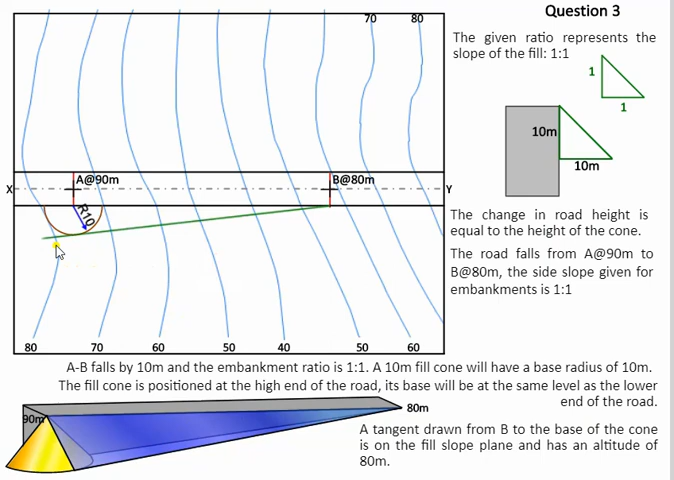 Question 3
70 80
The given ratio represents the
slope of the fill: 1:1
1
1
10m
10m
A@90m
B@80m
X
Y
R10
The change in road height is
equal to the height of the cone.
The road falls from A@90m to
B@80m, the side slope given for
embankments is 1:1
80 70 60 50 40 50 60
A-B falls by 10m and the embankment ratio is 1:1. A 10m fill cone will have a base radius of 10m.
The fill cone is positioned at the high end of the road, its base will be at the same level as the lower
end of the road.
90m
80m
A tangent drawn from B to the base of the cone
is on the fill slope plane and has an altitude of
80m.